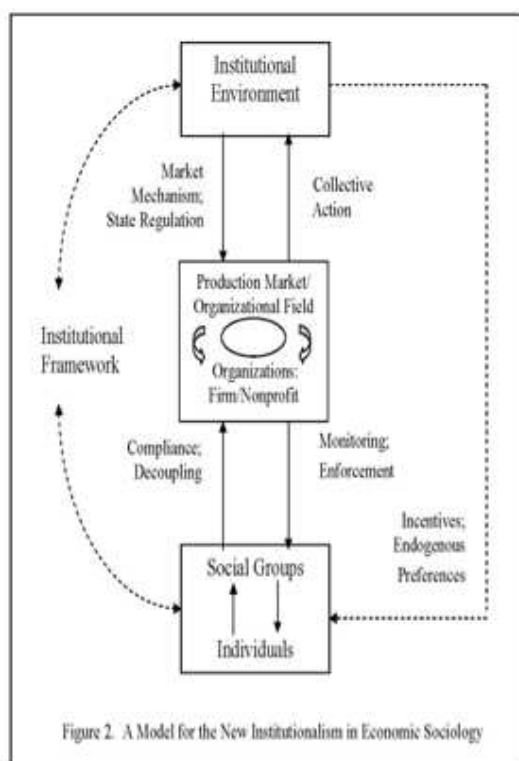 Institutional
Environment
Market
Mechanism;
State Regulation
Collective
Action
Production Market/
Organizational Field
Organizations:
Firm/Nonprofit
Institutional
Framework
Compliance;
Decoupling
Monitoring;
Enforcement
Incentives;
Endogenous
Preferences
Social Groups
Individuals
Figure 2. A Model for the New Institutionalism in Economic Sociology